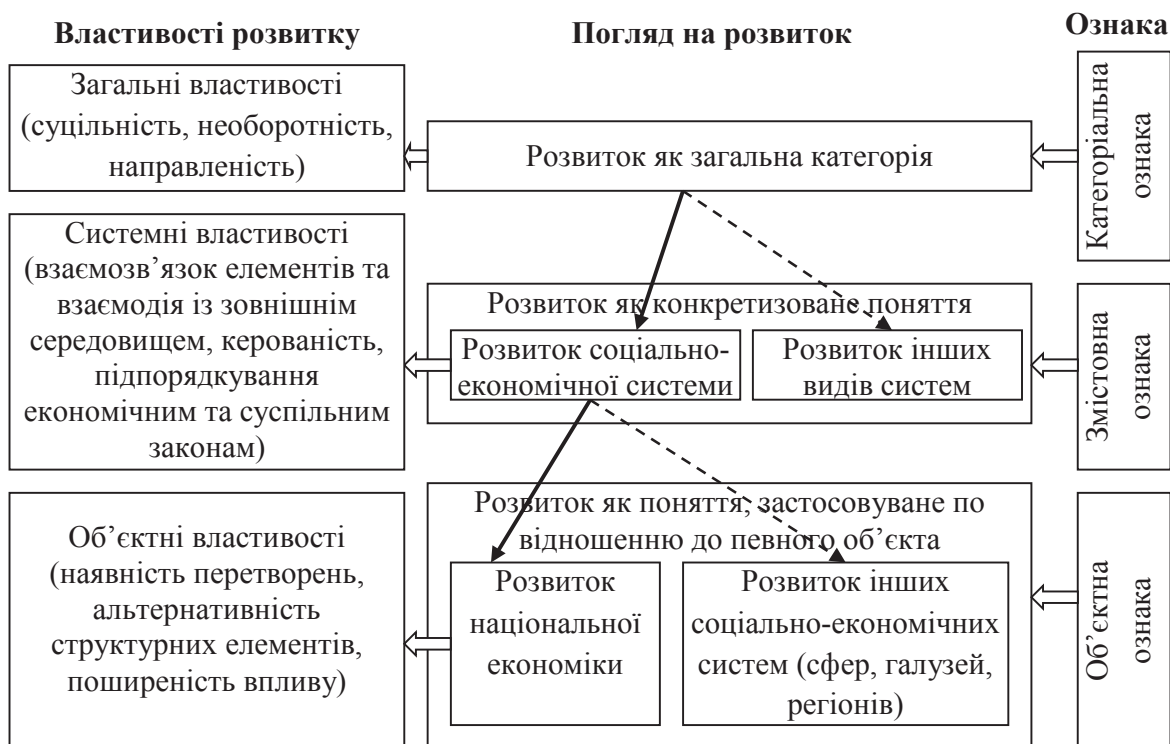 Властивості розвитку
Погляд на розвиток
Ознака
Загальні властивості
(суцільність, необоротність,
направленість)
Розвиток як загальна категорія
Категоріальна
ознака
Системні властивості
(взаємозв’язок елементів та
взаємодія із зовнішнім
середовищем, керованість,
підпорядкування
економічним та суспільним
законам)
Розвиток як конкретизоване поняття
Розвиток соціально-
економічної системи
Розвиток інших
видів систем
Змістовна
ознака
Об’єктні властивості
(наявність перетворень,
альтернативність
структурних елементів,
поширеність впливу)
Розвиток як поняття, застосовуване по
відношенню до певного об’єкта
Розвиток
національної
економіки
Розвиток інших
соціально-економічних
систем (сфер, галузей,
регіонів)
Об’єктна
ознака